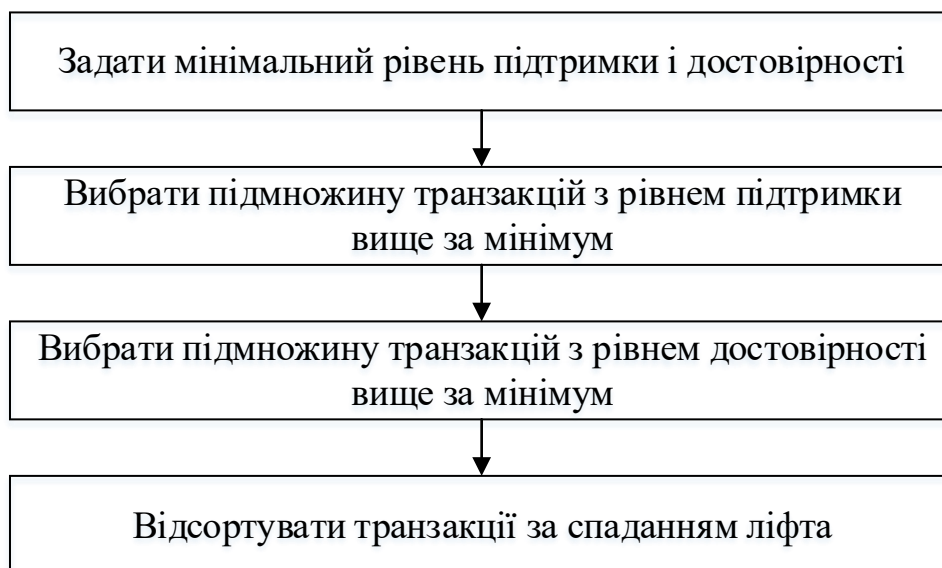 Задати мінімальний рівень підтримки і достовірності
Вибрати підмножину транзакцій з рівнем підтримки
вище за мінімум
Вибрати підмножину транзакцій з рівнем достовірності
вище за мінімум
Відсортувати транзакції за спаданням ліфта